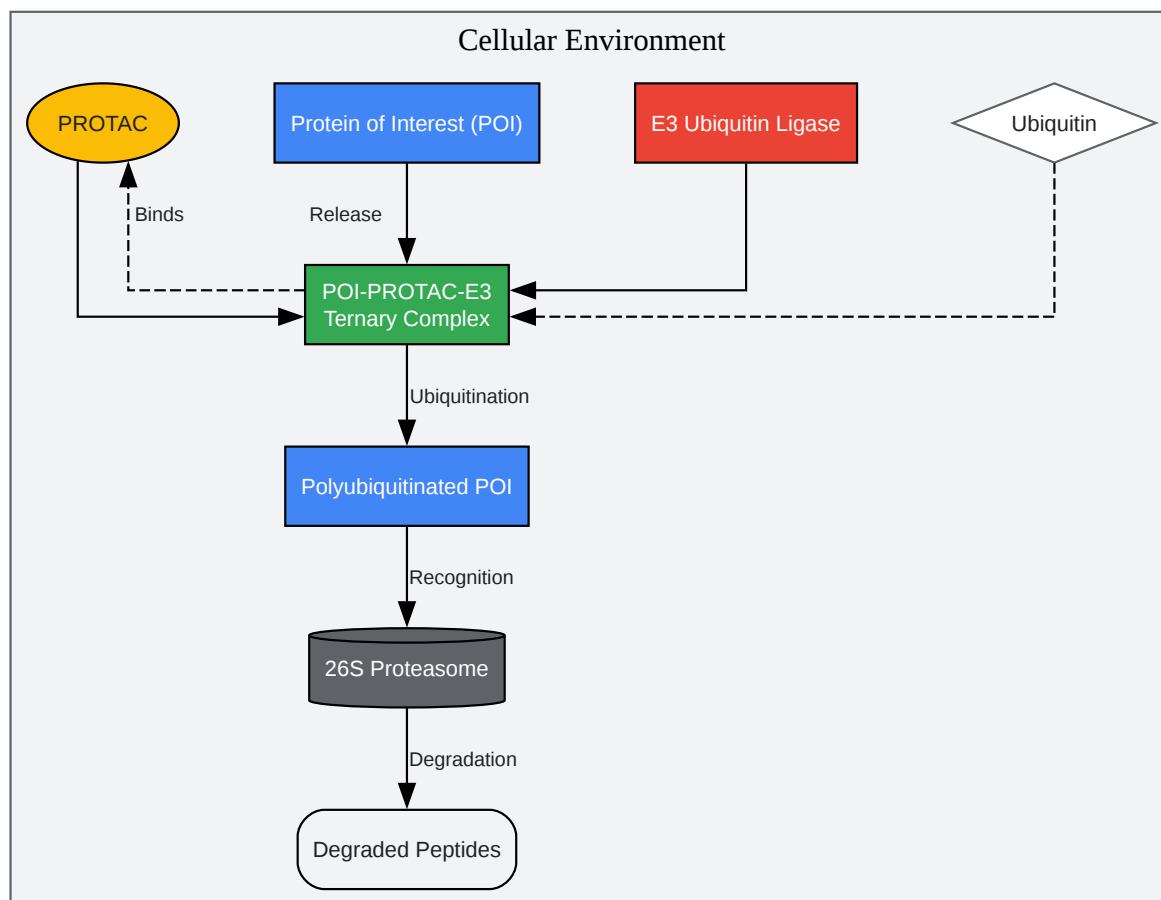 Cellular Environment
PROTAC
Protein of Interest (POI)
E3 Ubiquitin Ligase
Ubiquitin
Binds
Release
POI-PROTAC-E3
Ternary Complex
Ubiquitination
Polyubiquitinated POI
Recognition
26S Proteasome
Degradation
Degraded Peptides